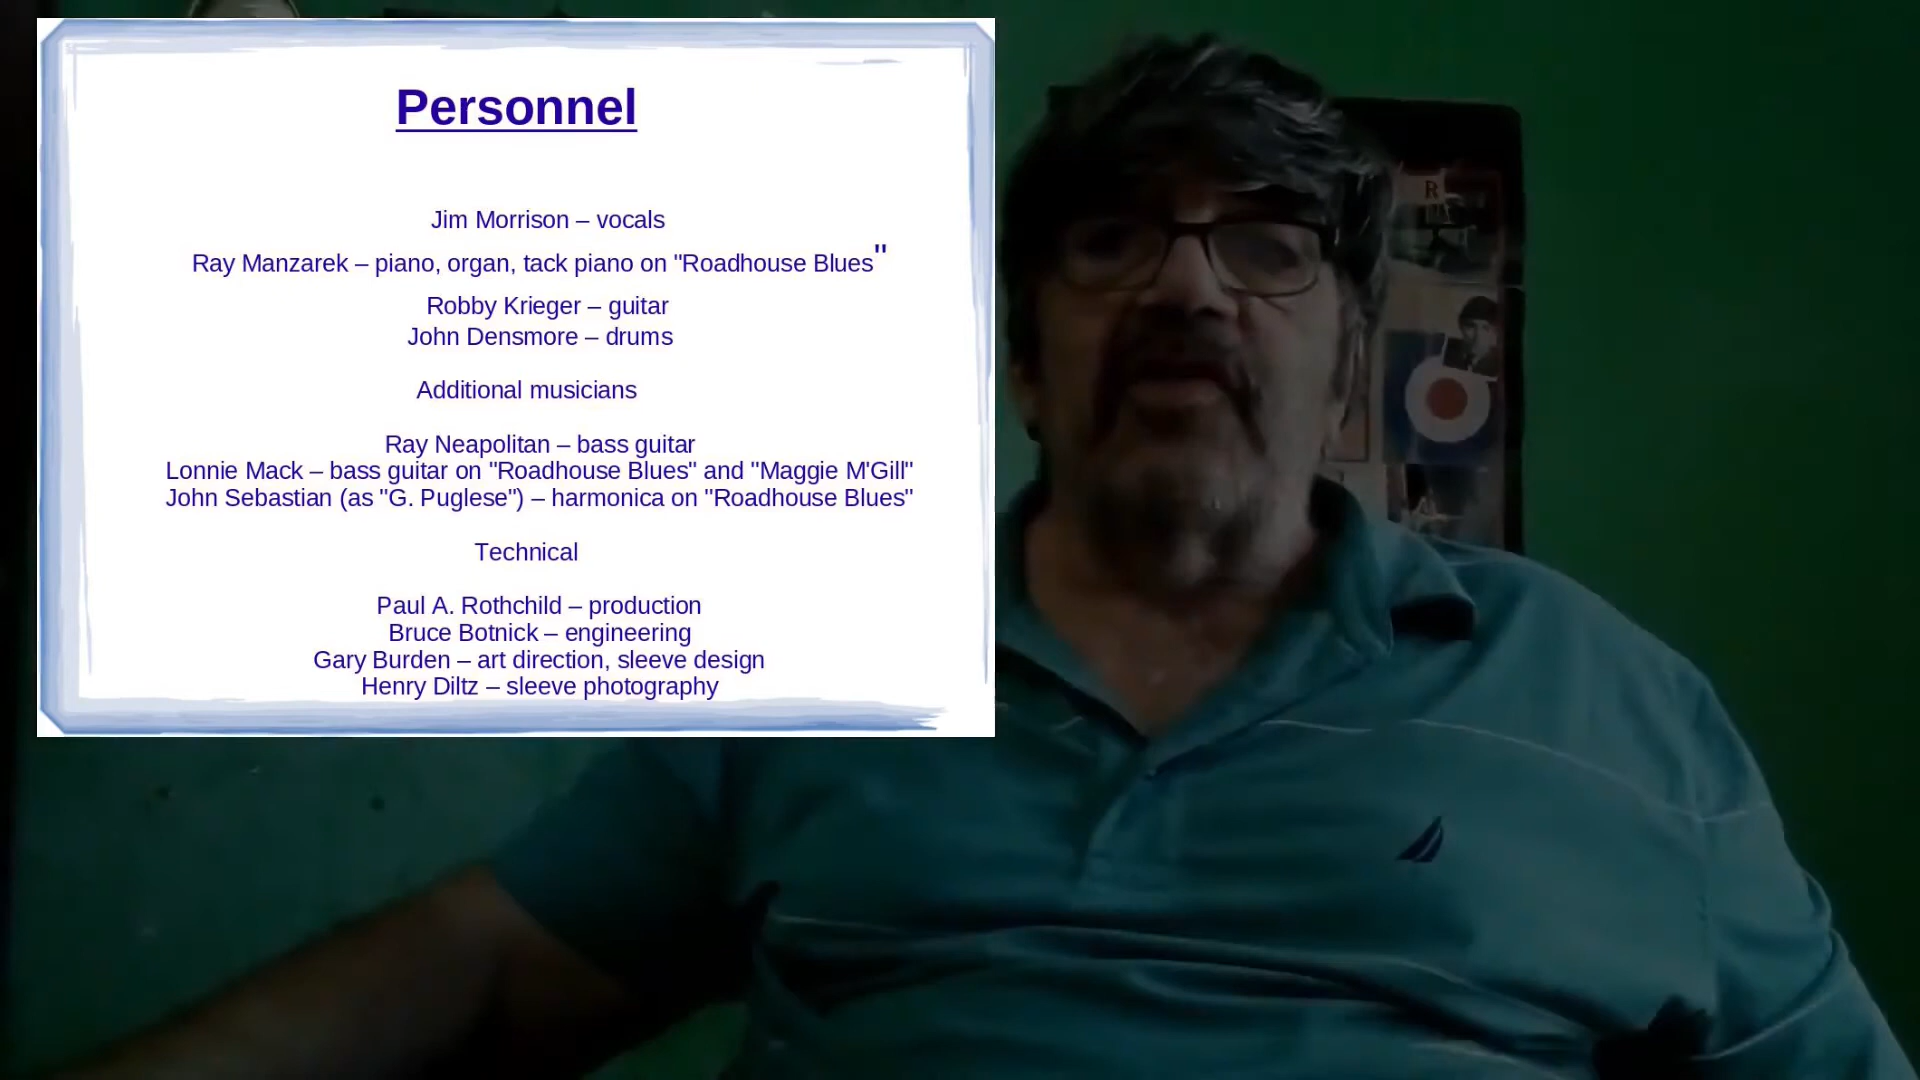 Personnel
Jim Morrison – vocals
Ray Manzarek – piano, organ, tack piano on "Roadhouse Blues"
Robby Krieger – guitar
John Densmore – drums
Additional musicians
Ray Neapolitan – bass guitar
Lonnie Mack – bass guitar on "Roadhouse Blues" and "Maggie M'Gill"
John Sebastian (as "G. Puglese") – harmonica on "Roadhouse Blues"
Technical
Paul A. Rothchild – production
Bruce Botnick – engineering
Gary Burden – art direction, sleeve design
Henry Diltz – sleeve photography
R